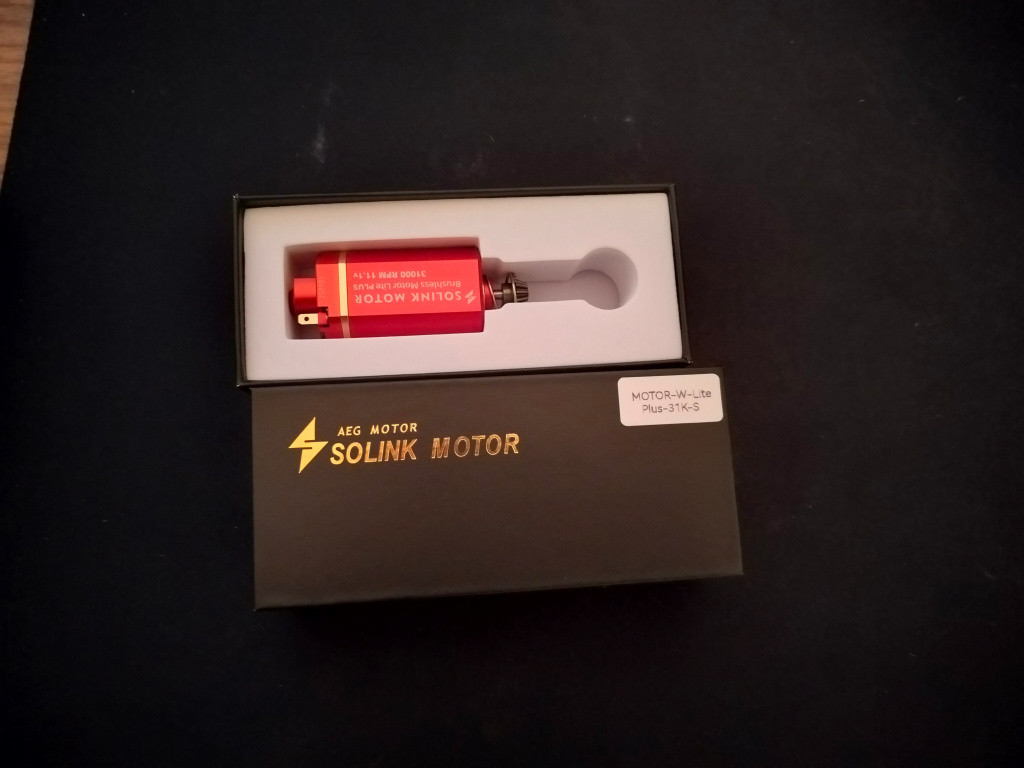 SOLINK MOTOR
Brushless Motor Lite PLUS
31000 RPM 11.1v
MOTOR-W-Lite
Plus-31K-S
AEG MOTOR
SOLINK MOTOR